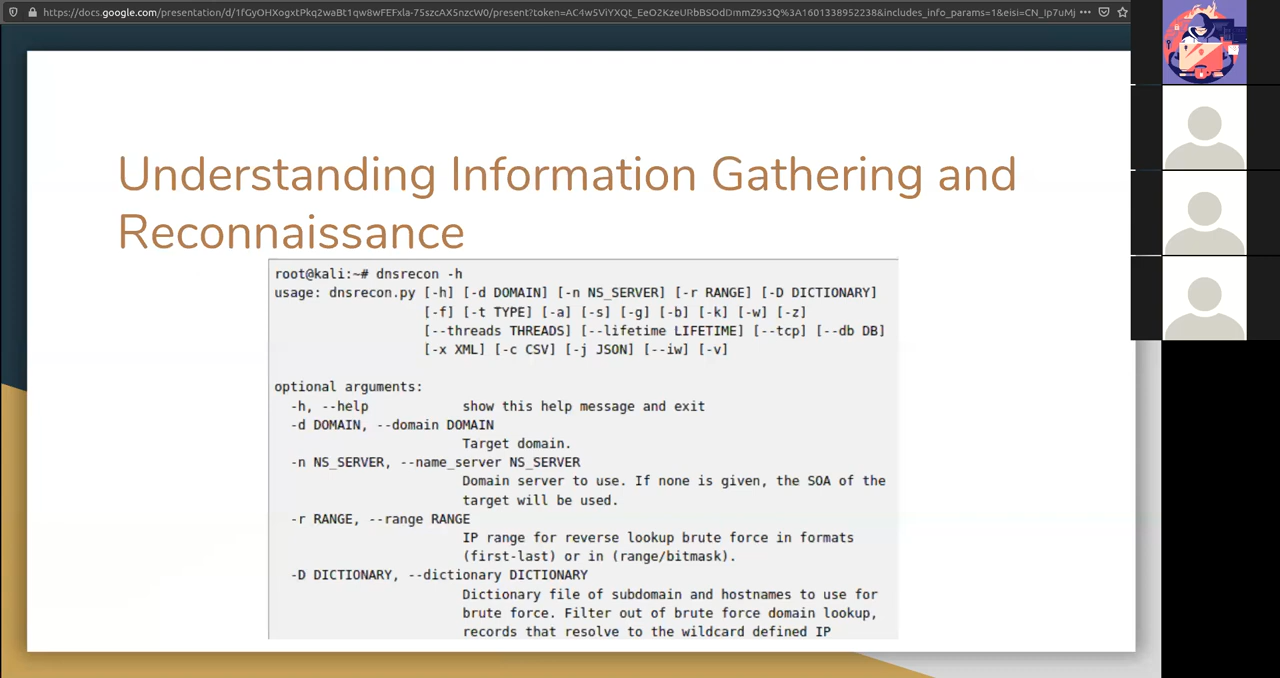 https://docs.google.com/presentation/d/1fGyOHXogxtPkq2waBt1qw8wFEFxla-75szcAX5nzcW0/present?token=AC4w5ViYXQt_EeO2KzeURbBSOdDmmZ9s3Q%3A1601338952238&includes_info_params=1&eisi=CN_Ip7uMj
Understanding Information Gathering and
Reconnaissance
root@kali:~# dnsrecon -h
usage: dnsrecon.py [-h] [-d DOMAIN] [-n NS_SERVER] [-r RANGE] [-D DICTIONARY]
[-f] [-t TYPE] [-a] [-s] [-g] [-b] [-k] [-w] [-z]
[--threads THREADS] [--lifetime LIFETIME] [--tcp] [--db DB]
[-x XML] [-c CSV] [-j JSON] [--iw] [-v]
optional arguments:
-h, --help show this help message and exit
-d DOMAIN, --domain DOMAIN
Target domain.
-n NS_SERVER, --name_server NS_SERVER
Domain server to use. If none is given, the SOA of the
target will be used.
-r RANGE, --range RANGE
IP range for reverse lookup brute force in formats
(first-last) or in (range/bitmask).
-D DICTIONARY, --dictionary DICTIONARY
Dictionary file of subdomain and hostnames to use for
brute force. Filter out of brute force domain lookup,
records that resolve to the wildcard defined IP